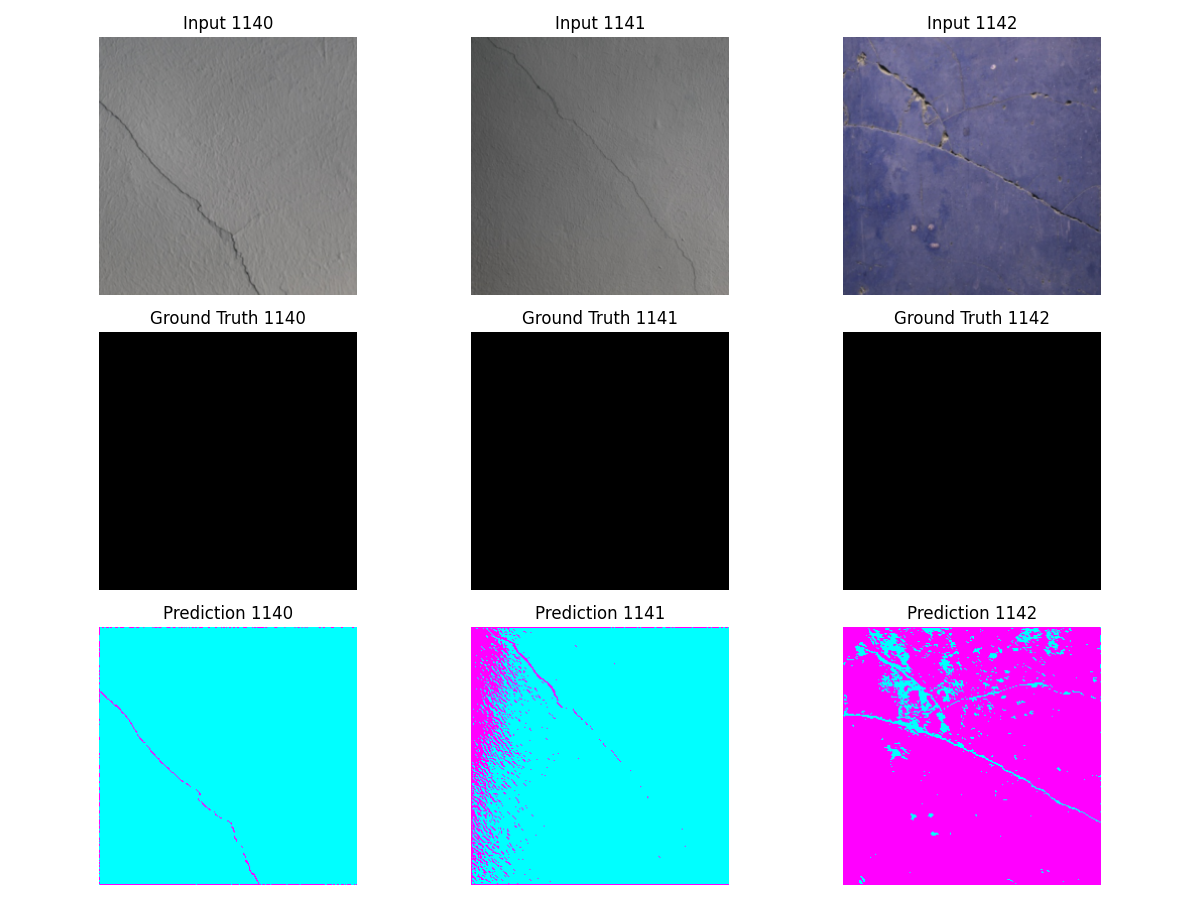 Input 1140
Input 1141
Input 1142
Ground Truth 1140
Ground Truth 1141
Ground Truth 1142
Prediction 1140
Prediction 1141
Prediction 1142